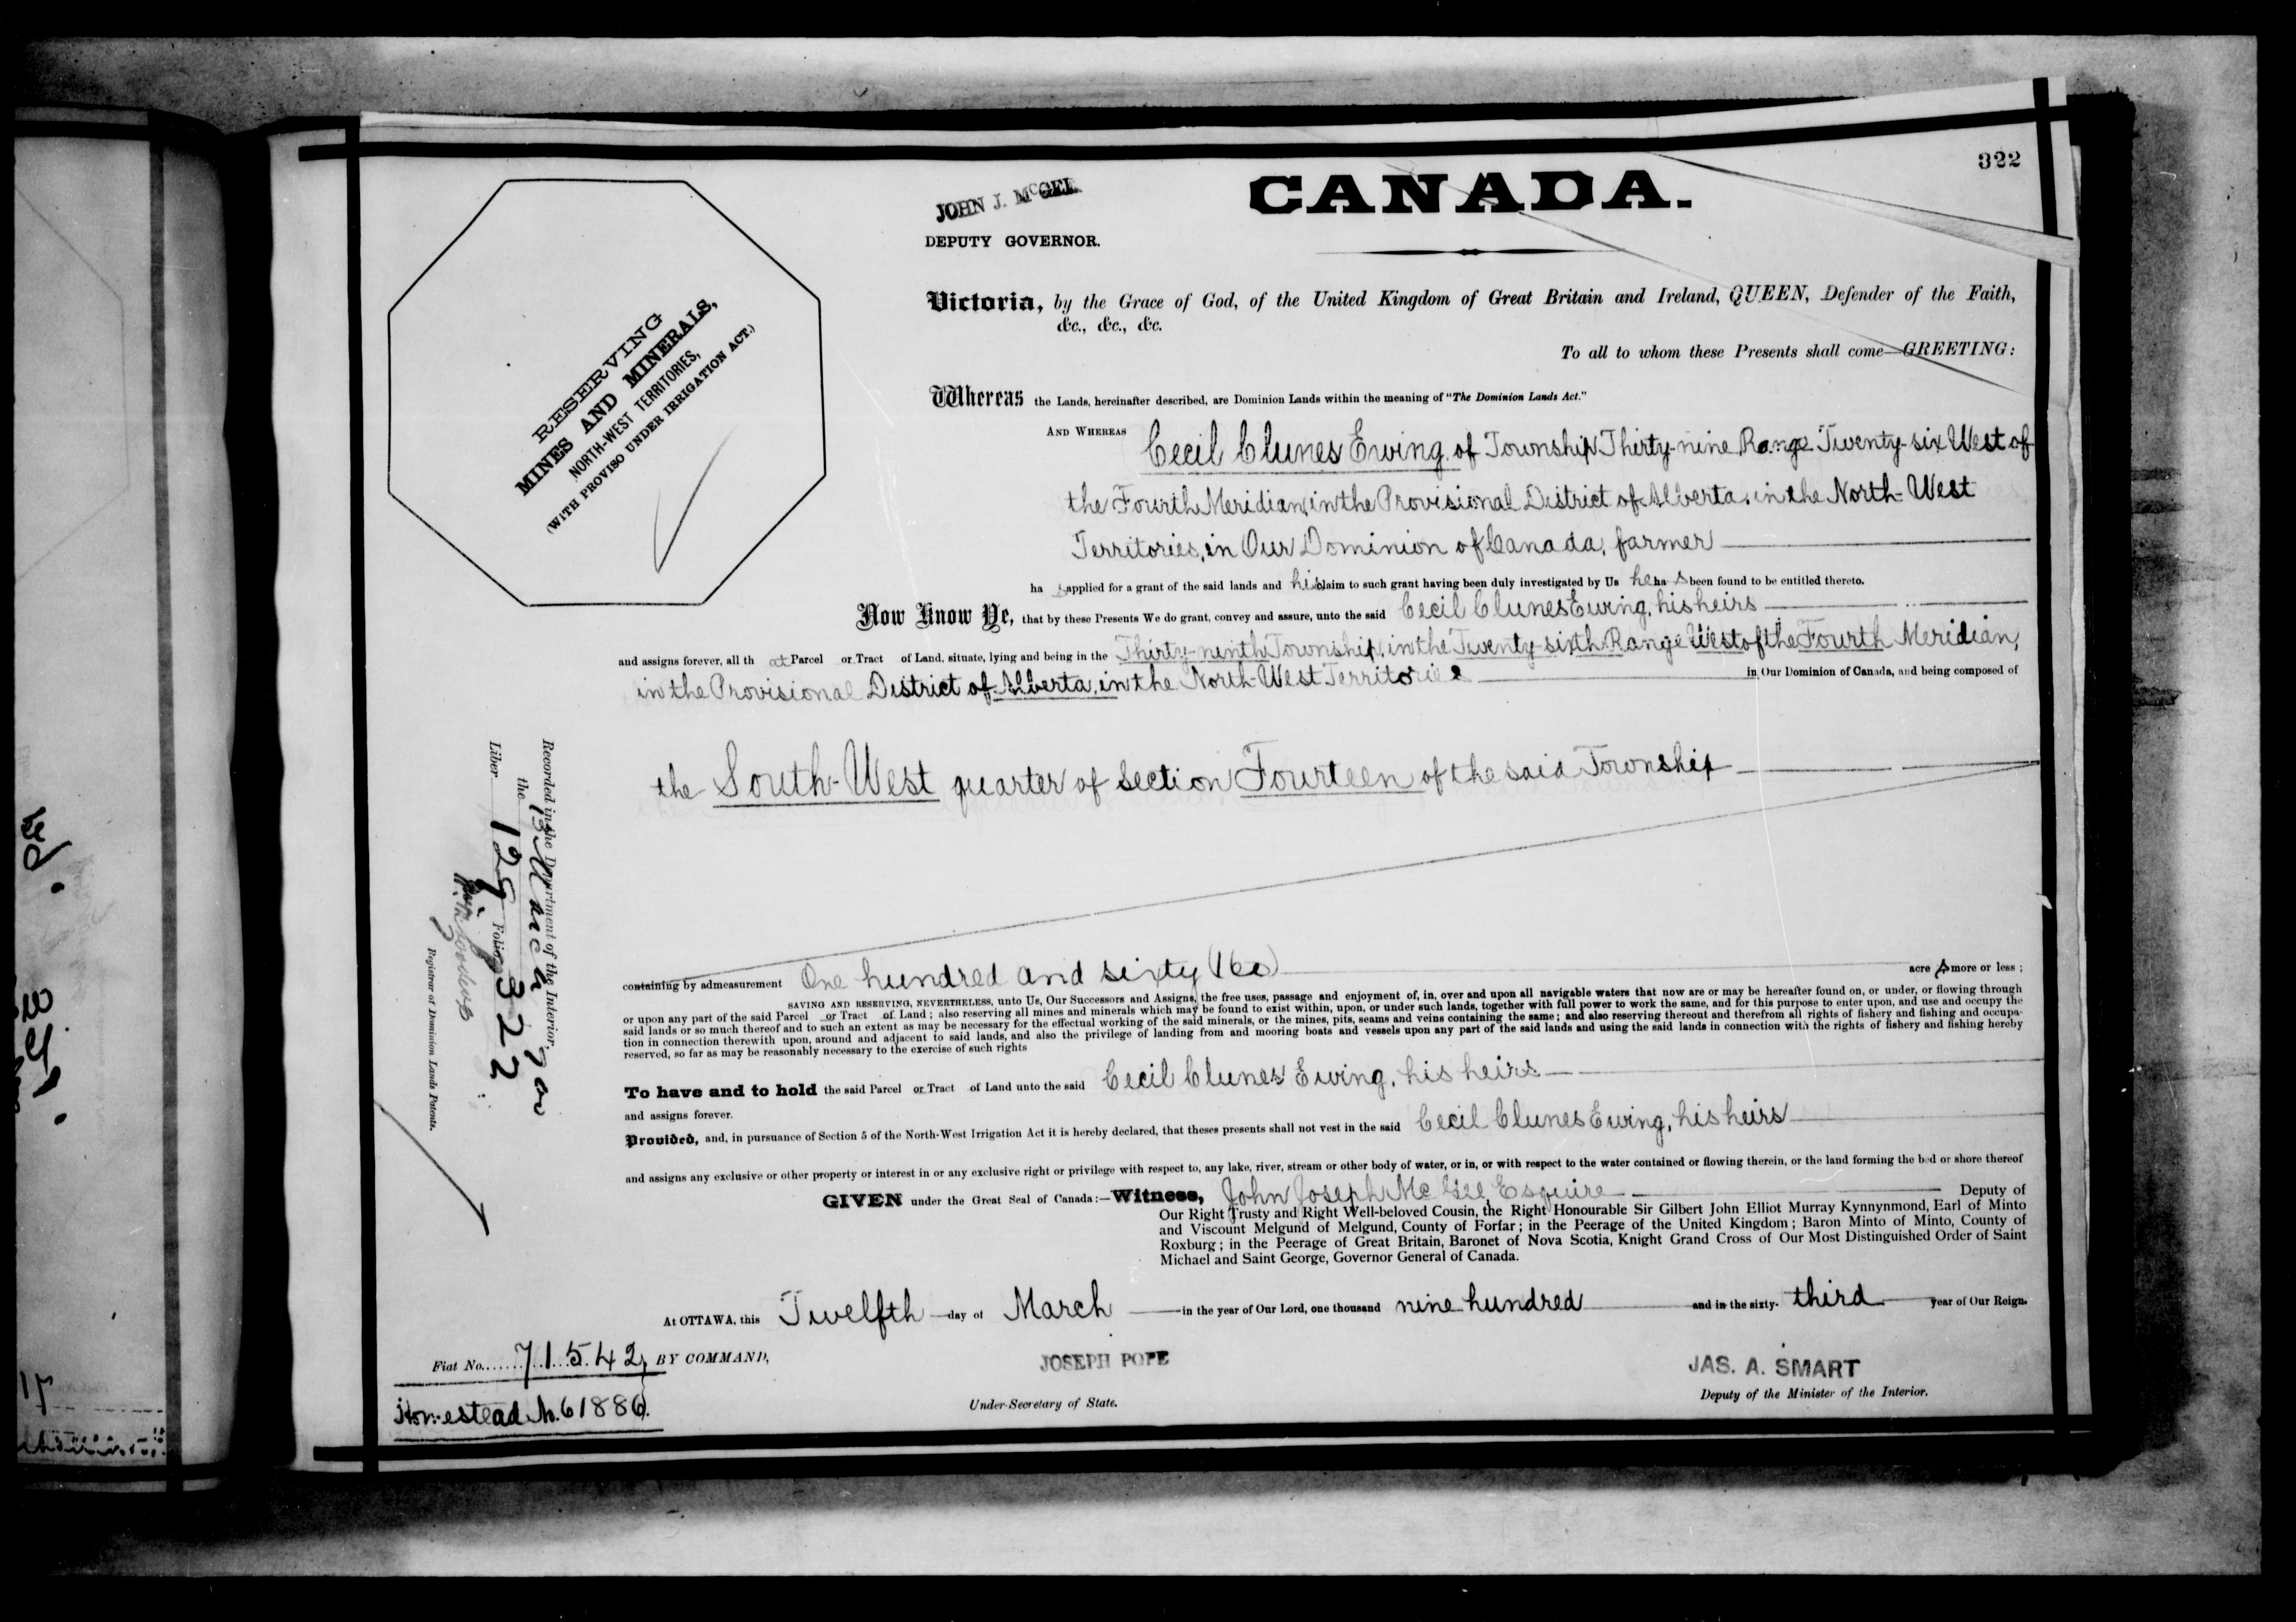 322
CANADA.
JOHN J. McGEE
DEPUTY GOVERNOR.
RESERVING
MINES AND MINERALS,
NORTH-WEST TERRITORIES,
(WITH PROVISO UNDER IRRIGATION ACT.)
Victoria, by the Grace of God, of the United Kingdom of Great Britain and Ireland, QUEEN, Defender of the Faith,
&c., &c., &c.
To all to whom these Presents shall come—GREETING:
Whereas the Lands, hereinafter described, are Dominion Lands within the meaning of "The Dominion Lands Act."
AND WHEREAS Cecil Clunes Ewing, of Township Thirty-nine Range Twenty-six West of
the Fourth Meridian, in the Provisional District of Alberta, in the North-West
Territories, in Our Dominion of Canada, farmer
ha s applied for a grant of the said lands and his claim to such grant having been duly investigated by Us he ha s been found to be entitled thereto.
Now Know Ye, that by these Presents We do grant, convey and assure, unto the said Cecil Clunes Ewing, his heirs
and assigns forever, all th at Parcel or Tract of Land, situate, lying and being in the Thirty-ninth Township, in the Twenty-sixth Range West of the Fourth Meridian,
in the Provisional District of Alberta, in the North-West Territories in Our Dominion of Canada, and being composed of
the South-West quarter of Section Fourteen of the said Township
containing by admeasurement One hundred and sixty (160) acre s more or less;
SAVING AND RESERVING, NEVERTHELESS, unto Us, Our Successors and Assigns, the free uses, passage and enjoyment of, in, over and upon all navigable waters that now are or may be hereafter found on, or under, or flowing through
or upon any part of the said Parcel or Tract of Land; also reserving all mines and minerals which may be found to exist within, upon, or under such lands, together with full power to work the same, and for this purpose to enter upon, and use and occupy the
said lands or so much thereof and to such an extent as may be necessary for the effectual working of the said minerals, or the mines, pits, seams and veins containing the same; and also reserving thereout and therefrom all rights of fishery and fishing and occupa-
tion in connection therewith upon, around and adjacent to said lands, and also the privilege of landing from and mooring boats and vessels upon any part of the said lands and using the said lands in connection with the rights of fishery and fishing hereby
reserved, so far as may be reasonably necessary to the exercise of such rights
To have and to hold the said Parcel or Tract of Land unto the said Cecil Clunes Ewing, his heirs
and assigns forever.
Provided, and, in pursuance of Section 5 of the North-West Irrigation Act it is hereby declared, that theses presents shall not vest in the said Cecil Clunes Ewing, his heirs
and assigns any exclusive or other property or interest in or any exclusive right or privilege with respect to, any lake, river, stream or other body of water, or in, or with respect to the water contained or flowing therein, or the land forming the bed or shore thereof
GIVEN under the Great Seal of Canada:—Witness, John Joseph McGee Esquire Deputy of
Our Right Trusty and Right Well-beloved Cousin, the Right Honourable Sir Gilbert John Elliot Murray Kynnynmond, Earl of Minto
and Viscount Melgund of Melgund, County of Forfar; in the Peerage of the United Kingdom; Baron Minto of Minto, County of
Roxburg; in the Peerage of Great Britain, Baronet of Nova Scotia, Knight Grand Cross of Our Most Distinguished Order of Saint
Michael and Saint George, Governor General of Canada.
At OTTAWA, this Twelfth day of March in the year of Our Lord, one thousand nine hundred and in the sixty- third year of Our Reign.
Fiat No. 71542, BY COMMAND,
JOSEPH POPE
JAS. A. SMART
Under-Secretary of State.
Deputy of the Minister of the Interior.
Homestead No. 61886.
Recorded in the Department of the Interior,
the 13 March 900
Liber 129 Folio 322
Registrar of Dominion Lands Patents.